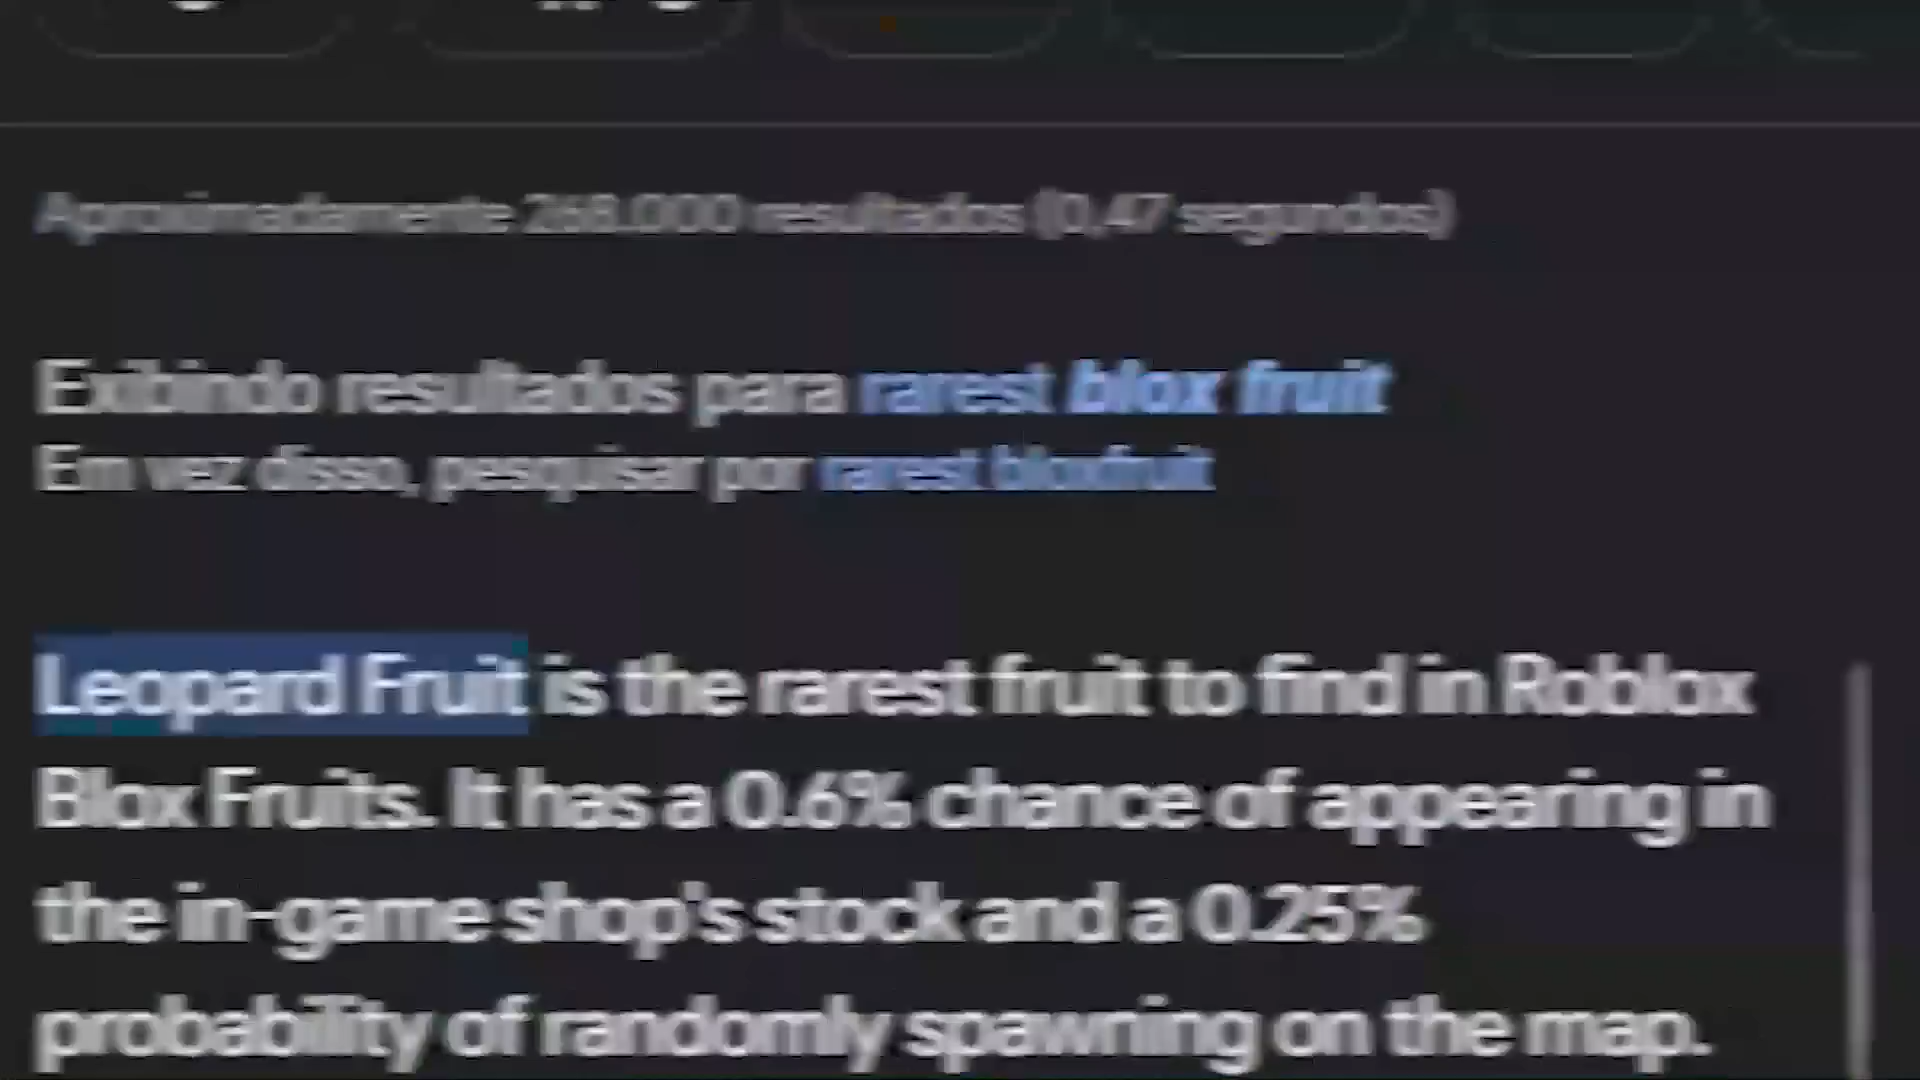 Aproximadamente 268.000 resultados (0,47 segundos)
Exibindo resultados para rarest blox fruit
Em vez disso, pesquisar por rarest bloxfruit
Leopard Fruit is the rarest fruit to find in Roblox
Blox Fruits. It has a 0.6% chance of appearing in
the in-game shop's stock and a 0.25%
probability of randomly spawning on the map.